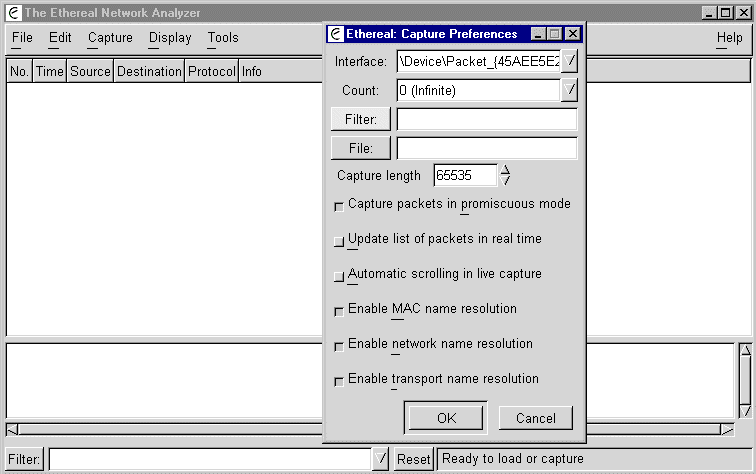 The Ethereal Network Analyzer
File Edit Capture Display Tools Help
No. Time Source Destination Protocol Info
Ethereal: Capture Preferences
Interface: \Device\Packet_{45AEE5E2
Count: 0 (Infinite)
Filter:
File:
Capture length 65535
Capture packets in promiscuous mode
Update list of packets in real time
Automatic scrolling in live capture
Enable MAC name resolution
Enable network name resolution
Enable transport name resolution
OK Cancel
Filter: Reset Ready to load or capture